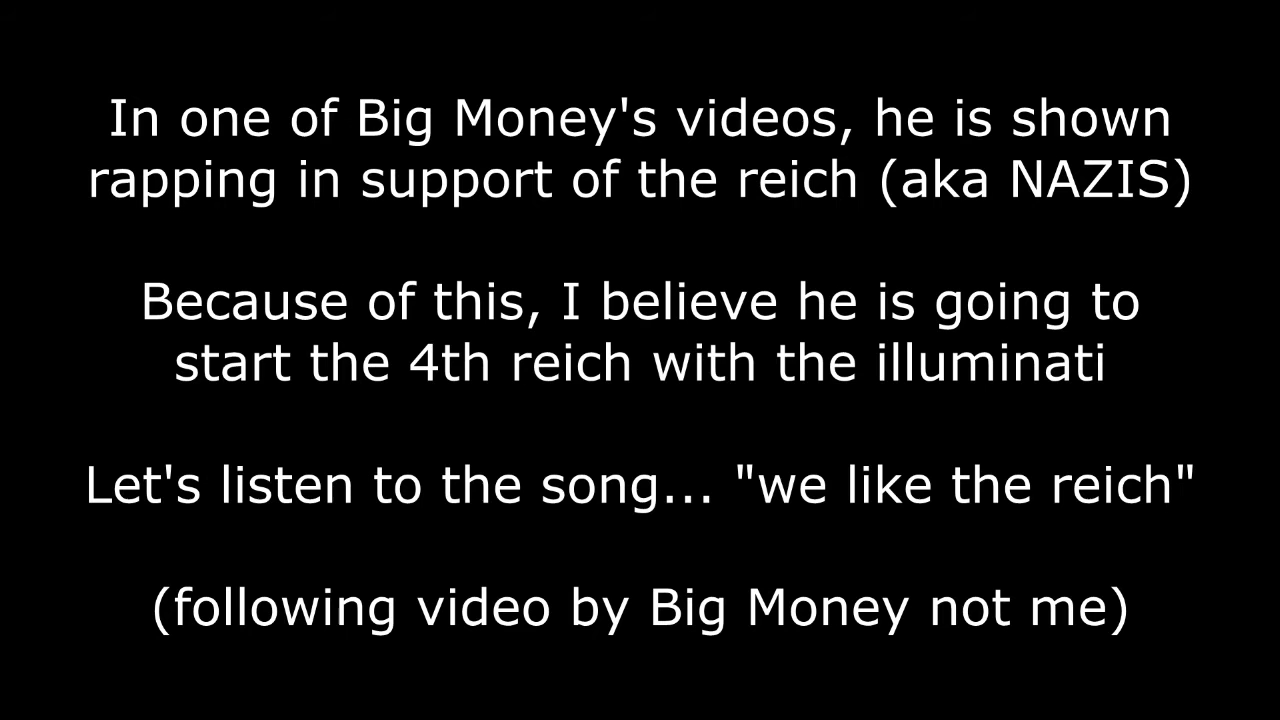 In one of Big Money's videos, he is shown
rapping in support of the reich (aka NAZIS)
Because of this, I believe he is going to
start the 4th reich with the illuminati
Let's listen to the song... "we like the reich"
(following video by Big Money not me)